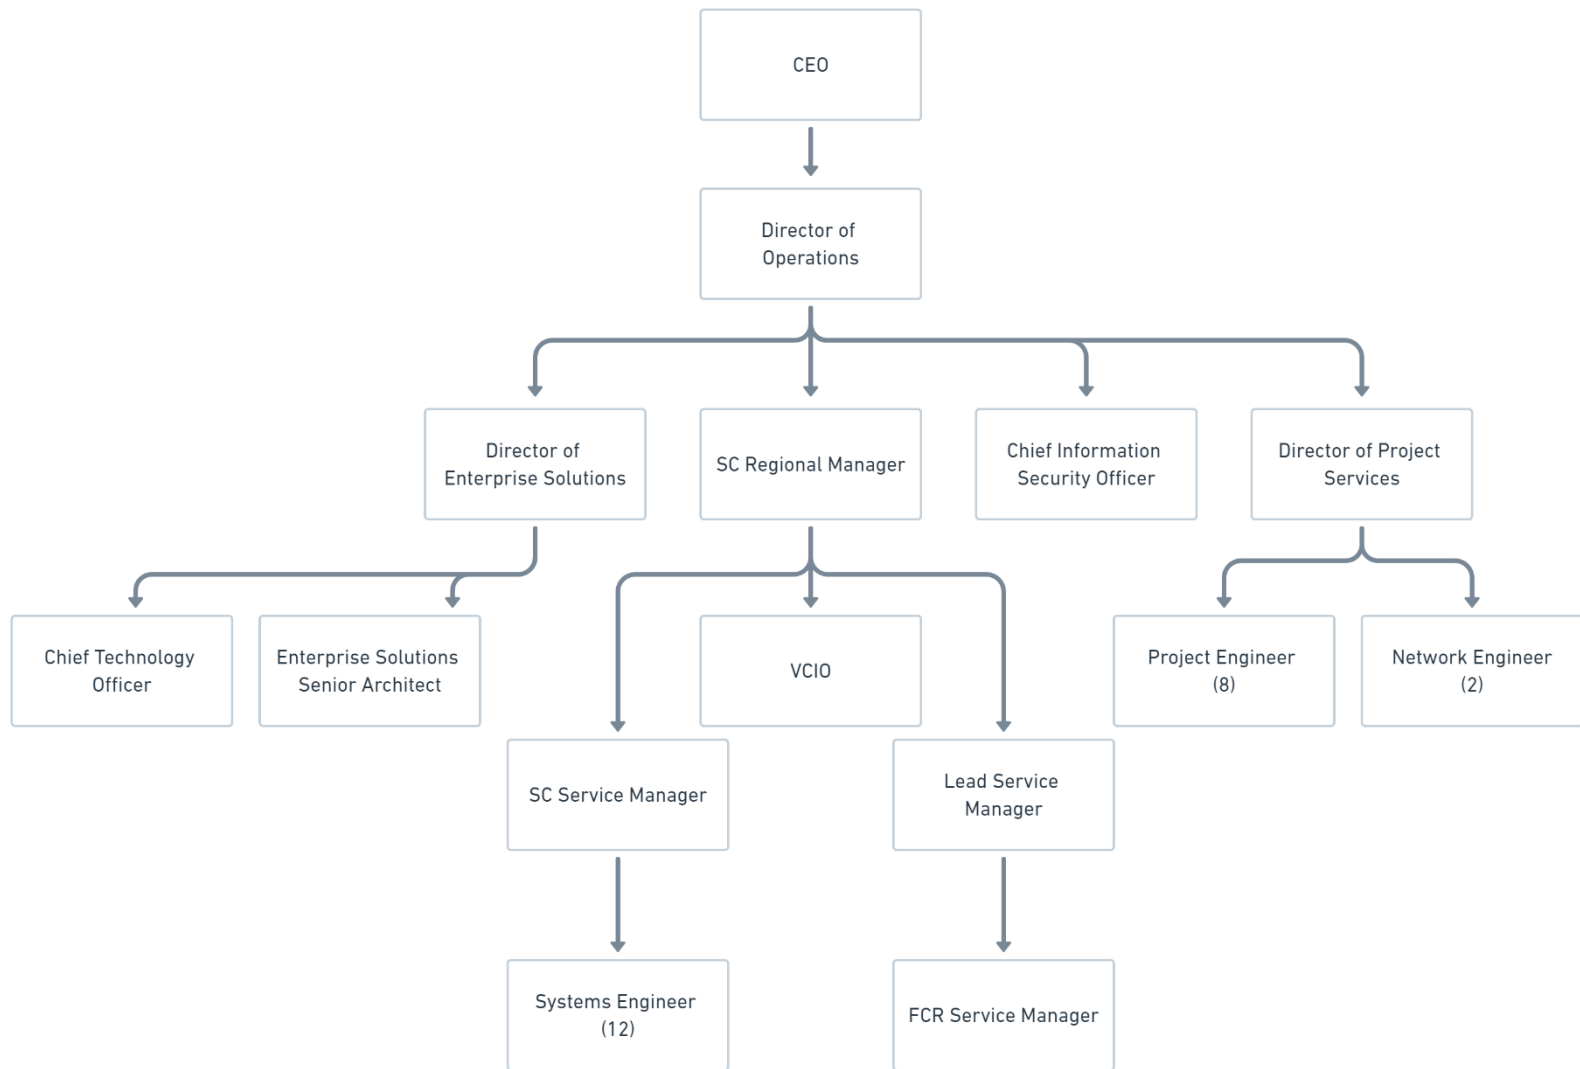 CEO
Director of
Operations
Director of
Enterprise Solutions
SC Regional Manager
Chief Information
Security Officer
Director of Project
Services
Chief Technology
Officer
Enterprise Solutions
Senior Architect
VCIO
Project Engineer
(8)
Network Engineer
(2)
SC Service Manager
Lead Service
Manager
Systems Engineer
(12)
FCR Service Manager